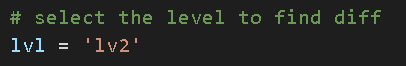 # select the level to find diff
lvl = 'lv2'